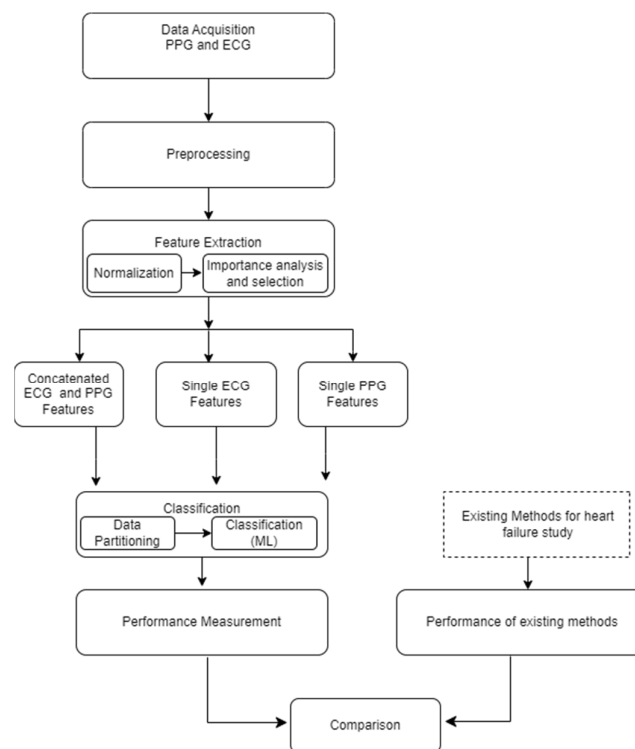 Data Acquisition
PPG and ECG
Preprocessing
Feature Extraction
Normalization
Importance analysis
and selection
Concatenated
ECG and PPG
Features
Single ECG
Features
Single PPG
Features
Classification
Data
Partitioning
Classification
(ML)
Existing Methods for heart
failure study
Performance Measurement
Performance of existing methods
Comparison